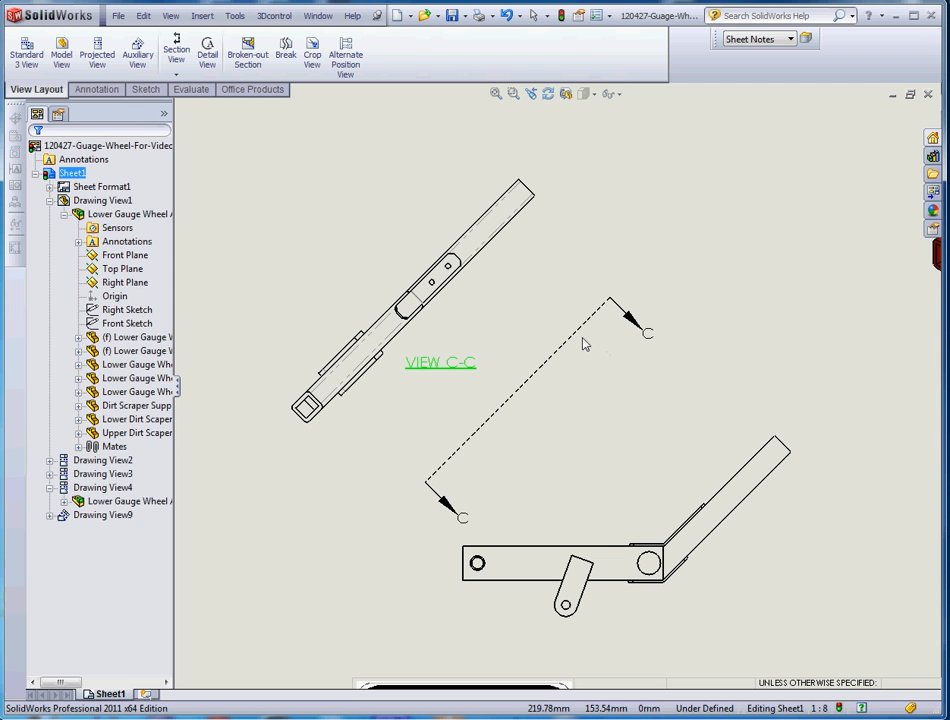 SolidWorks File Edit View Insert Tools 3Dcontrol Window Help 120427-Guage-Wh... Search SolidWorks Help
Sheet Notes
Standard 3 View
Model View
Projected View
Auxiliary View
Section View
Detail View
Broken-out Section
Break
Crop View
Alternate Position View
View Layout Annotation Sketch Evaluate Office Products
120427-Guage-Wheel-For-Videc
Annotations
Sheet1
Sheet Format1
Drawing View1
Lower Gauge Wheel A
Sensors
Annotations
Front Plane
Top Plane
Right Plane
Origin
Right Sketch
Front Sketch
(f) Lower Gauge W
(f) Lower Gauge W
Lower Gauge Whe
Lower Gauge Whe
Lower Gauge Whe
Dirt Scraper Supp
Lower Dirt Scaper
Upper Dirt Scaper
Mates
Drawing View2
Drawing View3
Drawing View4
Lower Gauge Wheel A
Drawing View9
VIEW C-C
C
C
UNLESS OTHERWISE SPECIFIED:
Sheet1
SolidWorks Professional 2011 x64 Edition 219.78mm 153.54mm 0mm Under Defined Editing Sheet1 1 : 8